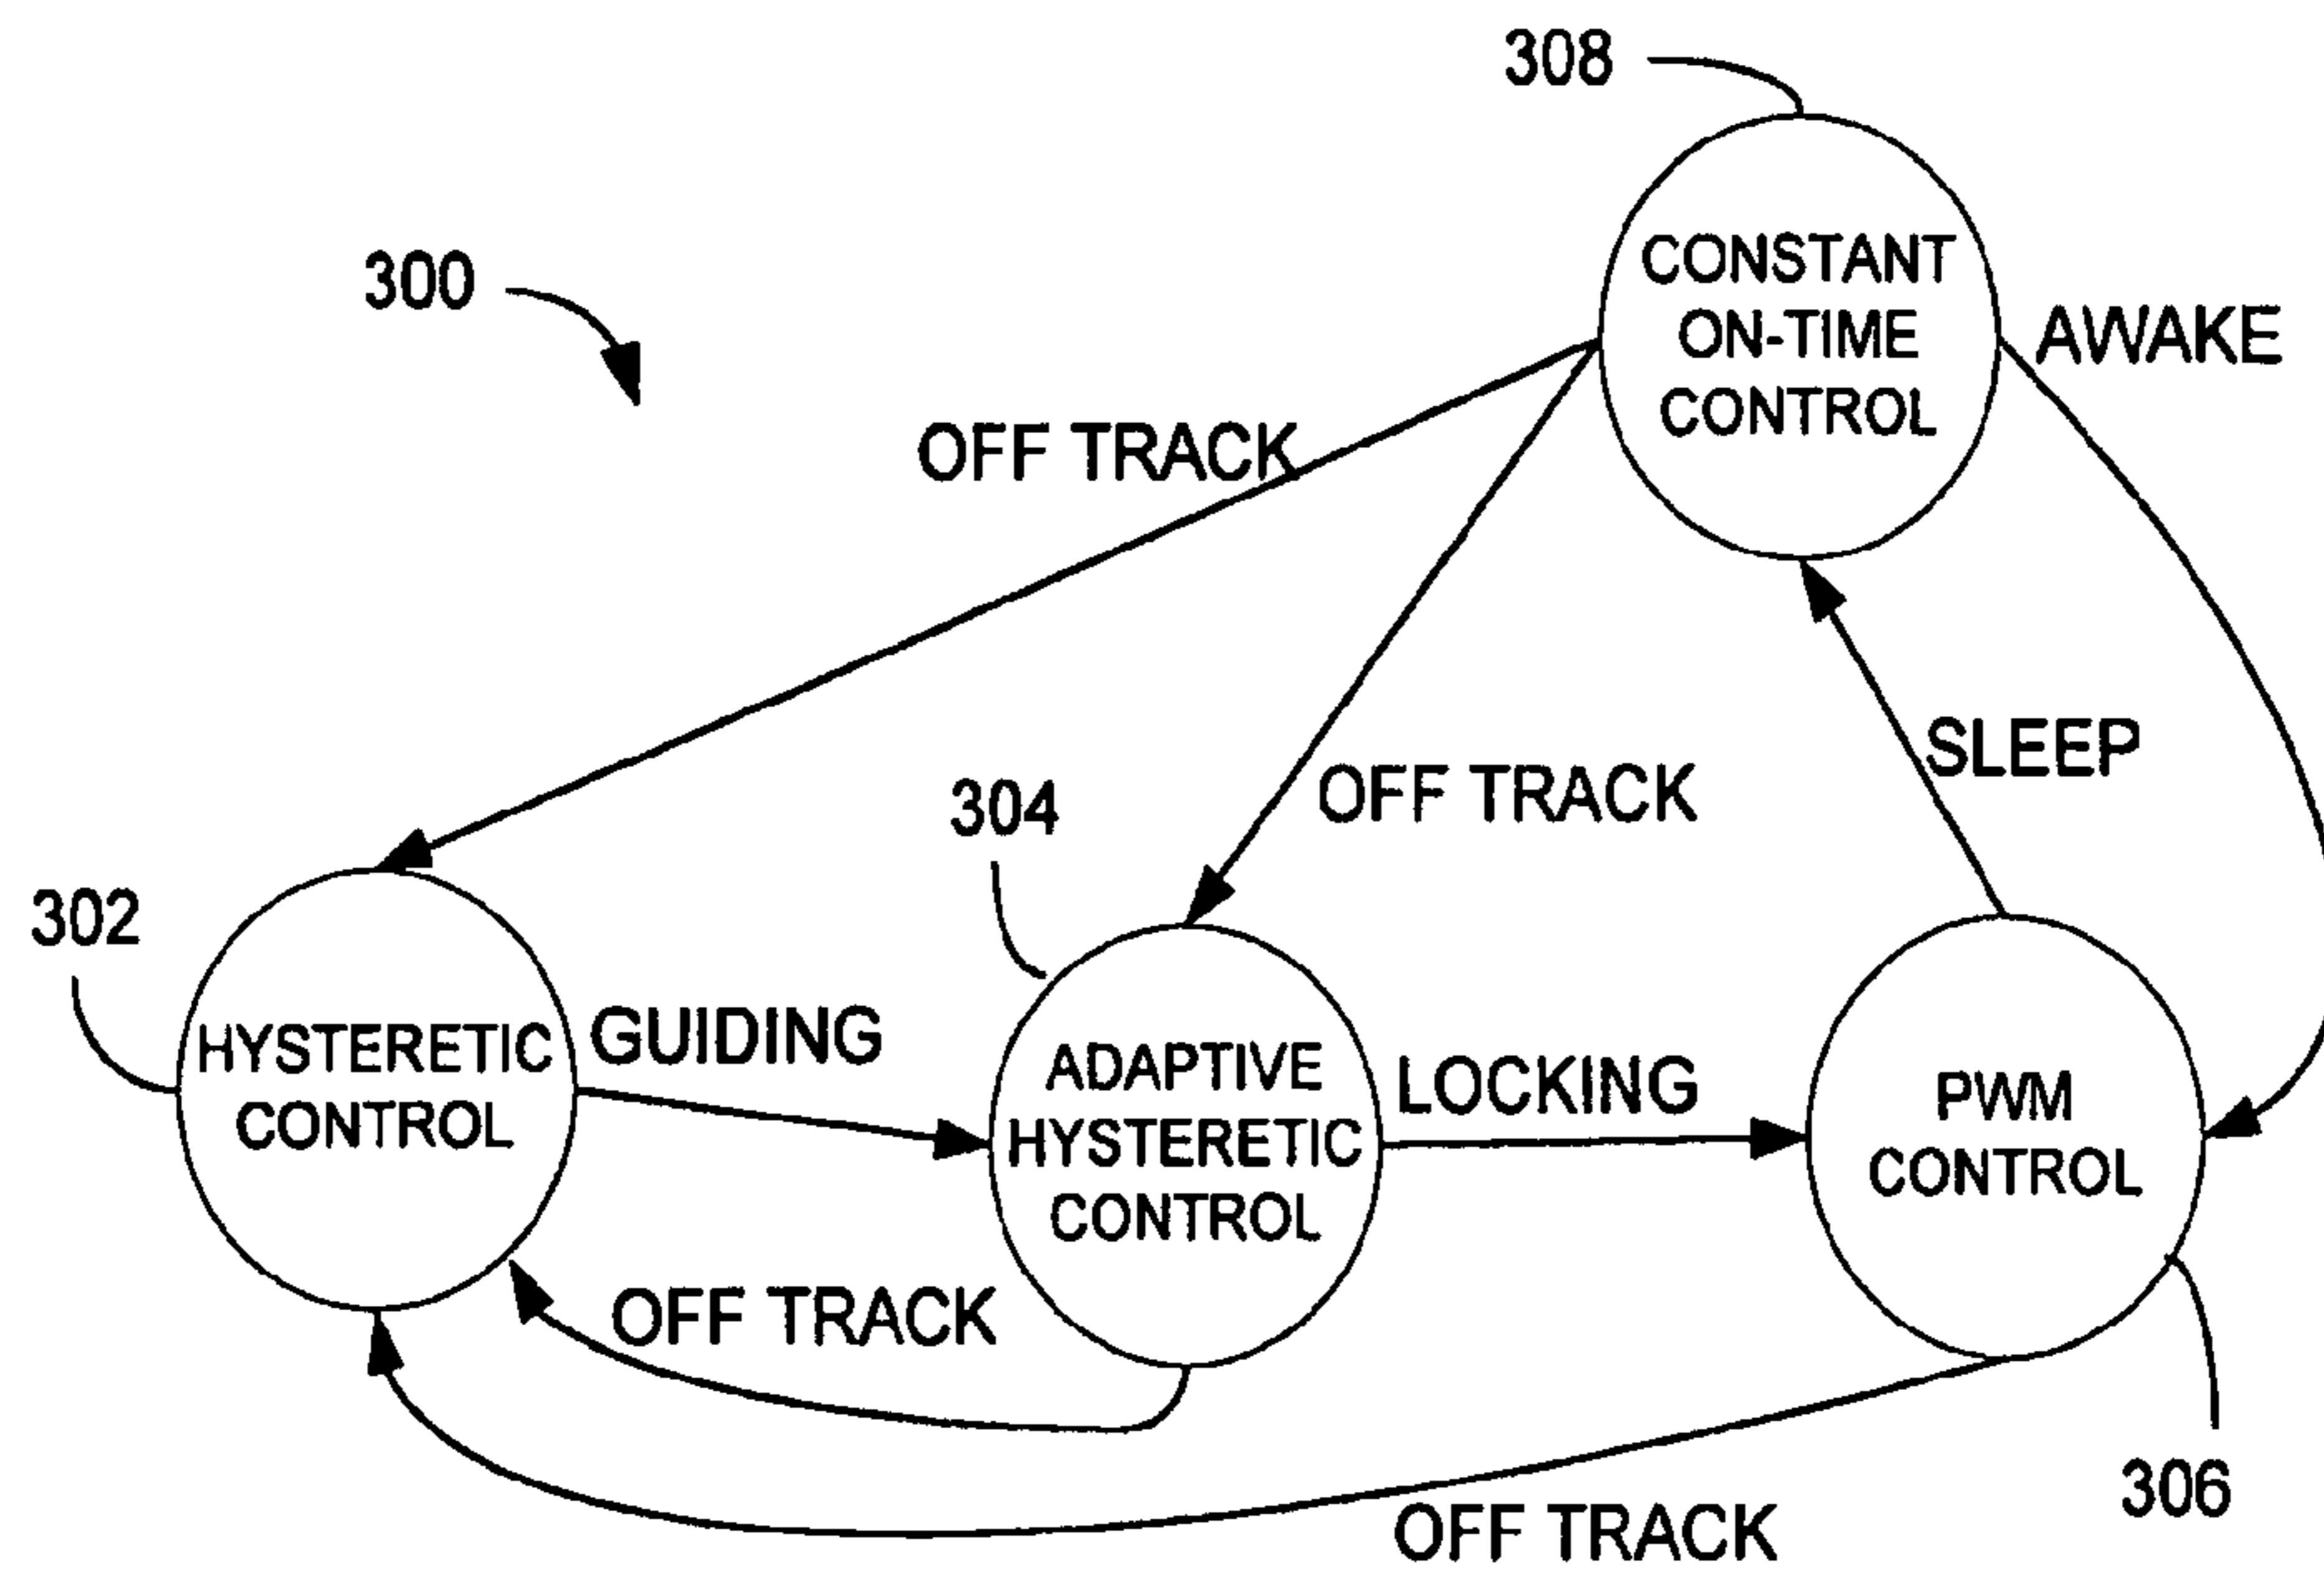 308
300
CONSTANT
ON-TIME
CONTROL
AWAKE
OFF TRACK
SLEEP
OFF TRACK
304
302
HYSTERETIC
CONTROL
GUIDING
ADAPTIVE
HYSTERETIC
CONTROL
LOCKING
PWM
CONTROL
OFF TRACK
306
OFF TRACK